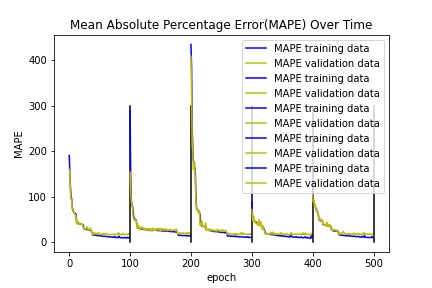 Mean Absolute Percentage Error(MAPE) Over Time
MAPE
400
300
200
100
0
MAPE training data
MAPE validation data
MAPE training data
MAPE validation data
MAPE training data
MAPE validation data
MAPE training data
MAPE validation data
MAPE training data
MAPE validation data
0 100 200 300 400 500
epoch